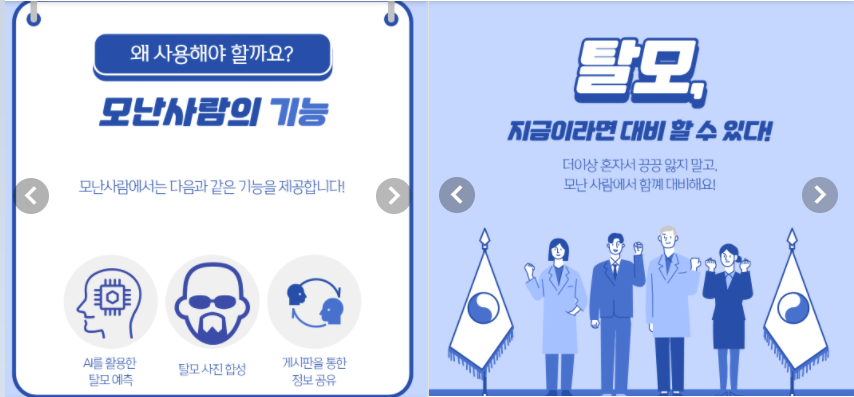 왜 사용해야 할까요?
모난사람의 기능
모난사람에서는 다음과 같은 기능을 제공합니다!
AI를 활용한
탈모 예측
탈모 사진 합성
게시판을 통한
정보 공유
탈모,
지금이라면 대비 할 수 있다!
더이상 혼자서 끙끙 앓지 말고,
모난 사람에서 함께 대비해요!